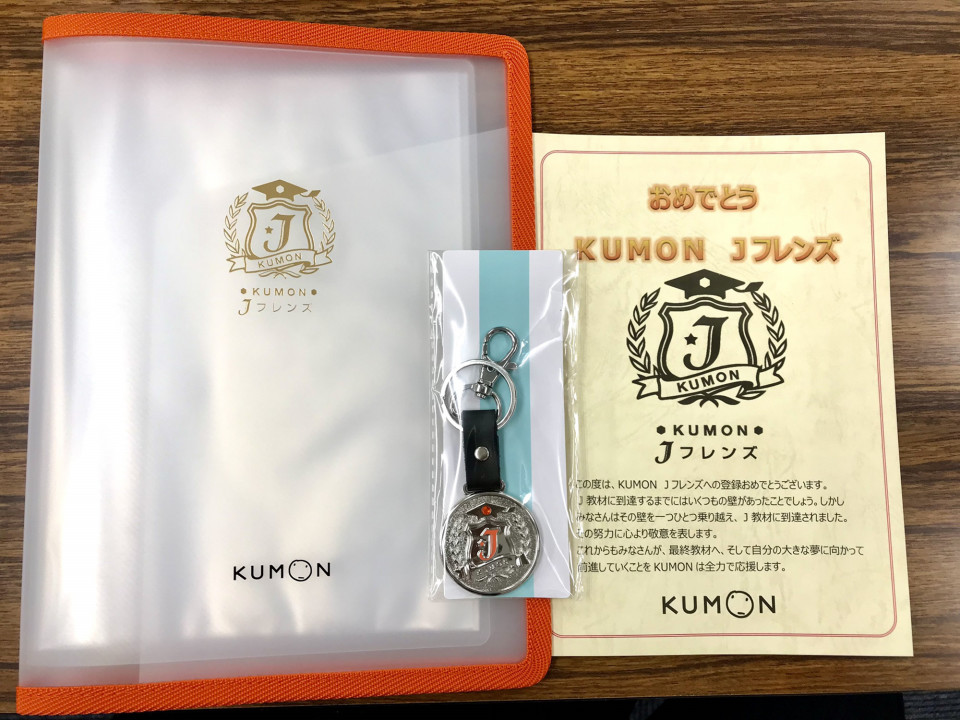 J
KUMON
KUMON
Jフレンズ
KUMON
J
おめでとう
KUMON Jフレンズ
J
KUMON
KUMON
Jフレンズ
この度は、KUMON Jフレンズへの登録おめでとうございます。
J教材に到達するまでにはいくつもの壁があったことでしょう。しかし
みなさんはその壁を一つひとつ乗り越え、J教材に到達されました。
その努力に心より敬意を表します。
これからもみなさんが、最終教材へ、そして自分の大きな夢に向かって
前進していくことをKUMONは全力で応援します。
KUMON